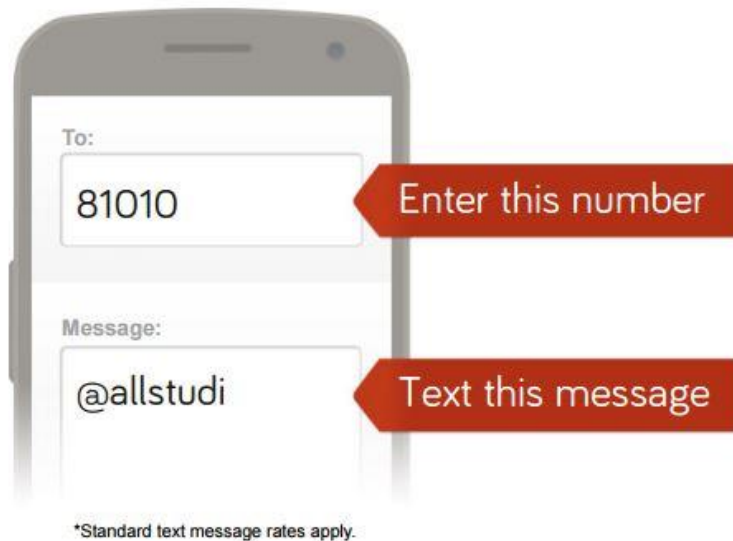 To:
81010
Enter this number
Message:
@allstudi
Text this message
*Standard text message rates apply.